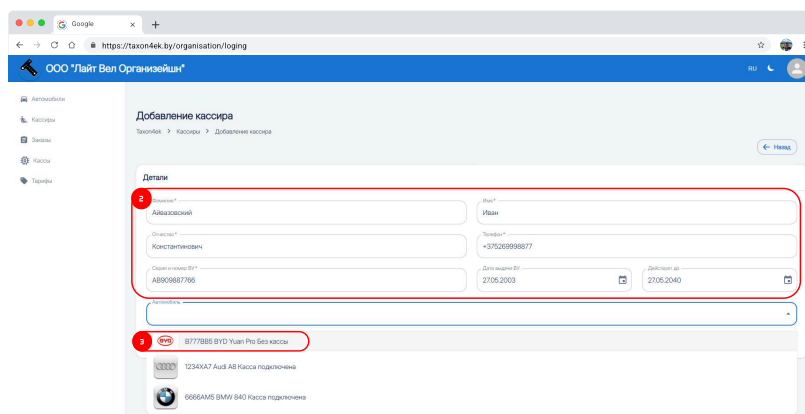 Google
https://taxon4ek.by/organisation/loging
ООО "Лайт Вел Организейшн"
RU
Автомобили
Кассиры
Заказы
Кассы
Тарифы
Добавление кассира
Taxon4ek > Кассиры > Добавление кассира
Назад
Детали
2
Фамилия*
Айвазовский
Имя*
Иван
Отчество*
Константинович
Телефон*
+375269998877
Серия и номер ВУ*
AB909887766
Дата выдачи ВУ
27.05.2003
Действует до
27.05.2040
Автомобиль
3
BYD
B777BB5 BYD Yuan Pro Без кассы
1234XA7 Audi A8 Касса подключена
6666AM5 BMW 840 Касса подключена